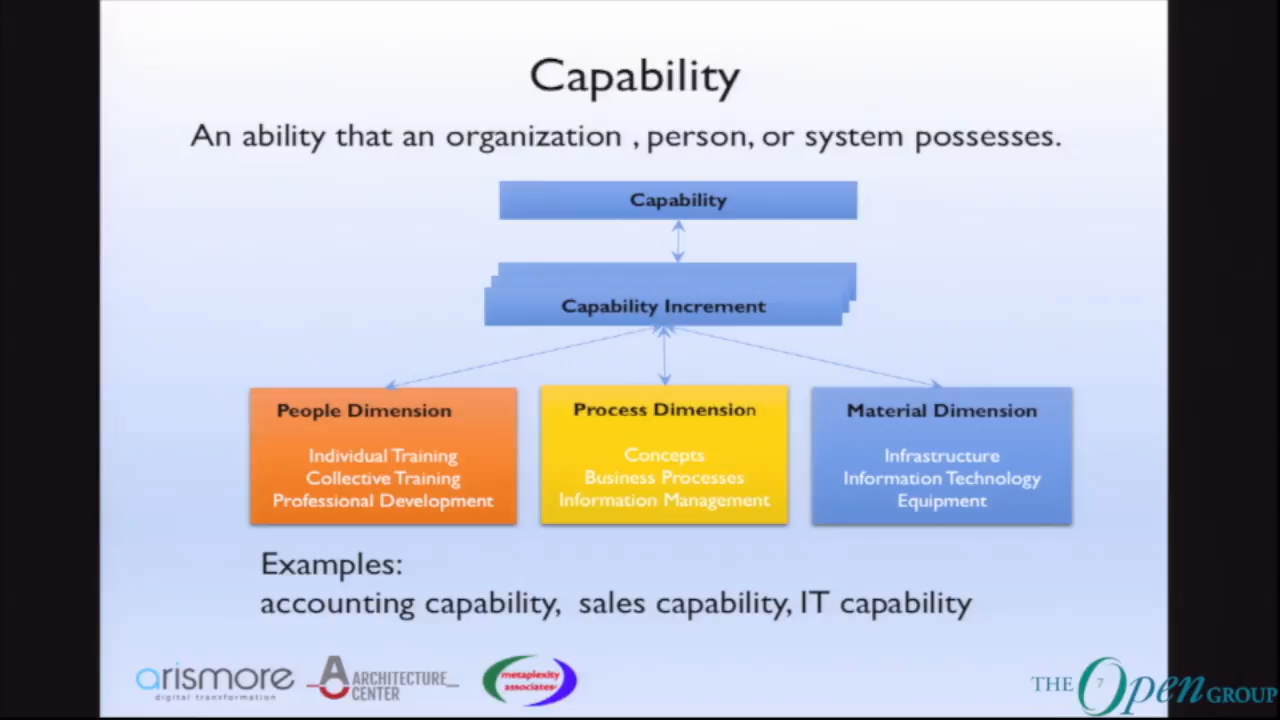 Capability
An ability that an organization , person, or system possesses.
Capability
Capability Increment
People Dimension
Individual Training
Collective Training
Professional Development
Process Dimension
Concepts
Business Processes
Information Management
Material Dimension
Infrastructure
Information Technology
Equipment
Examples:
accounting capability, sales capability, IT capability
arismore
digital transformation
A ARCHITECTURE
CENTER
metaplexity
associates
THE Open GROUP
7